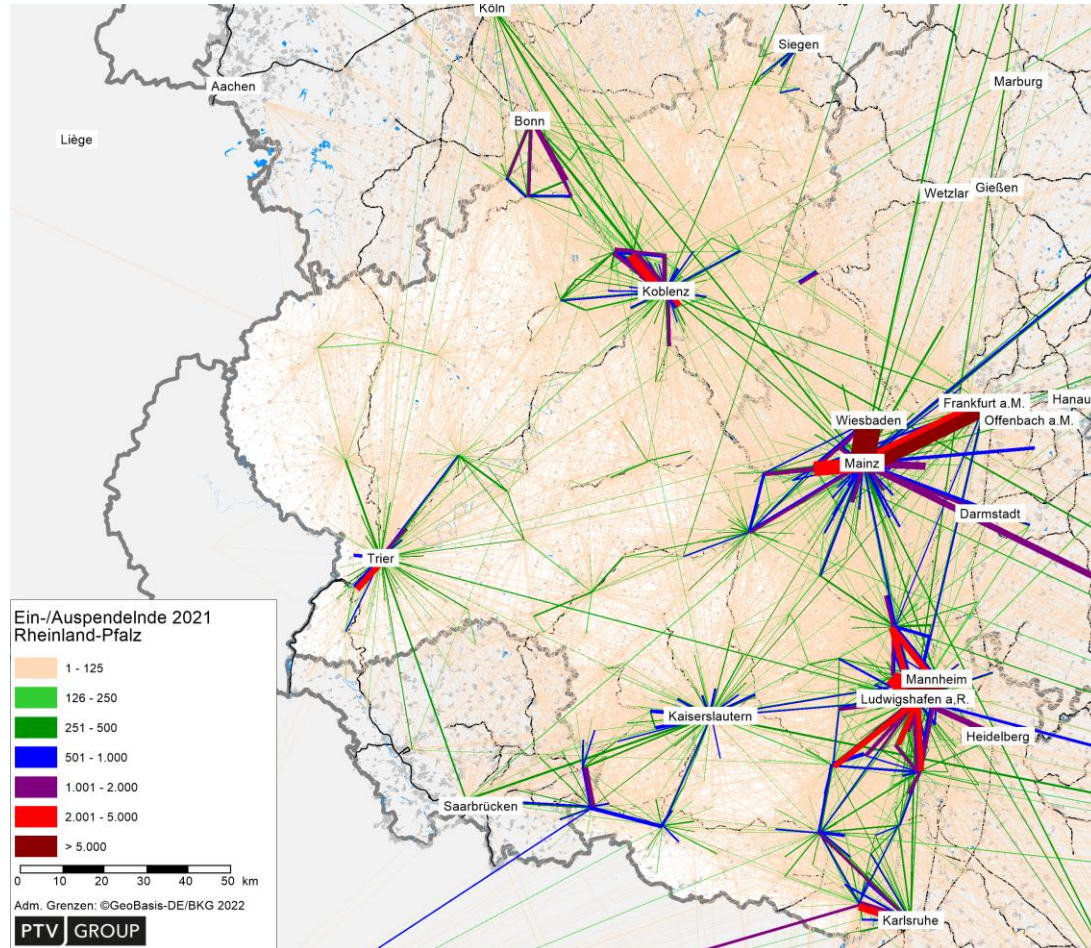 Köln
Siegen
Aachen
Marburg
Bonn
Liège
Wetzlar
Gießen
Koblenz
Frankfurt a.M.
Hanau
Wiesbaden
Offenbach a.M.
Mainz
Darmstadt
Trier
Mannheim
Ludwigshafen a,R.
Kaiserslautern
Heidelberg
Saarbrücken
Karlsruhe
Ein-/Auspendelnde 2021
Rheinland-Pfalz
1 - 125
126 - 250
251 - 500
501 - 1.000
1.001 - 2.000
2.001 - 5.000
> 5.000
0 10 20 30 40 50
km
Adm. Grenzen: ©GeoBasis-DE/BKG 2022
PTV GROUP